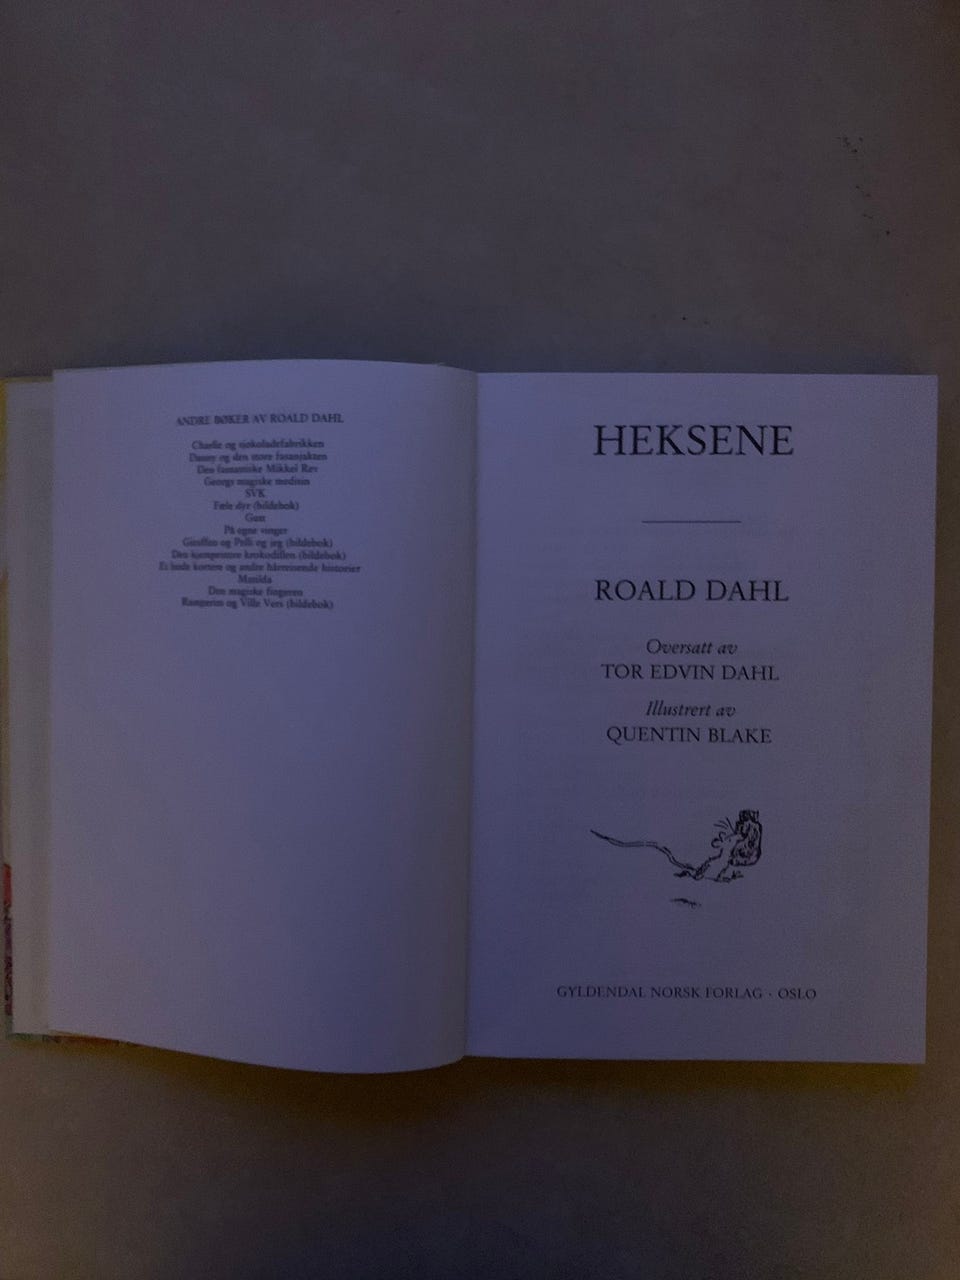 ANDRE BØKER AV ROALD DAHL
Charlie og sjokoladefabrikken
Danny og den store fasanjakten
Den fantastiske Mikkel Rev
Georgs magiske medisin
SVK
Fæle dyr (bildebok)
Gutt
På egne vinger
Giraffen og Pelli og jeg (bildebok)
Den kjempestore krokodillen (bildebok)
Et hode kortere og andre hårreisende historier
Matilda
Den magiske fingeren
Rampejens og Ville Vers (bildebok)
HEKSENE
ROALD DAHL
Oversatt av
TOR EDVIN DAHL
Illustrert av
QUENTIN BLAKE
GYLDENDAL NORSK FORLAG · OSLO